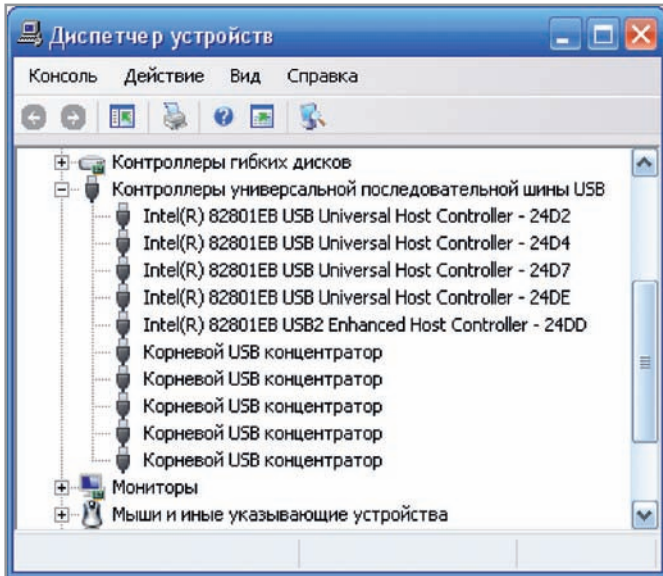 Диспетчер устройств
Консоль Действие Вид Справка
Контроллеры гибких дисков
Контроллеры универсальной последовательной шины USB
Intel(R) 82801EB USB Universal Host Controller - 24D2
Intel(R) 82801EB USB Universal Host Controller - 24D4
Intel(R) 82801EB USB Universal Host Controller - 24D7
Intel(R) 82801EB USB Universal Host Controller - 24DE
Intel(R) 82801EB USB2 Enhanced Host Controller - 24DD
Корневой USB концентратор
Корневой USB концентратор
Корневой USB концентратор
Корневой USB концентратор
Корневой USB концентратор
Мониторы
Мыши и иные указывающие устройства